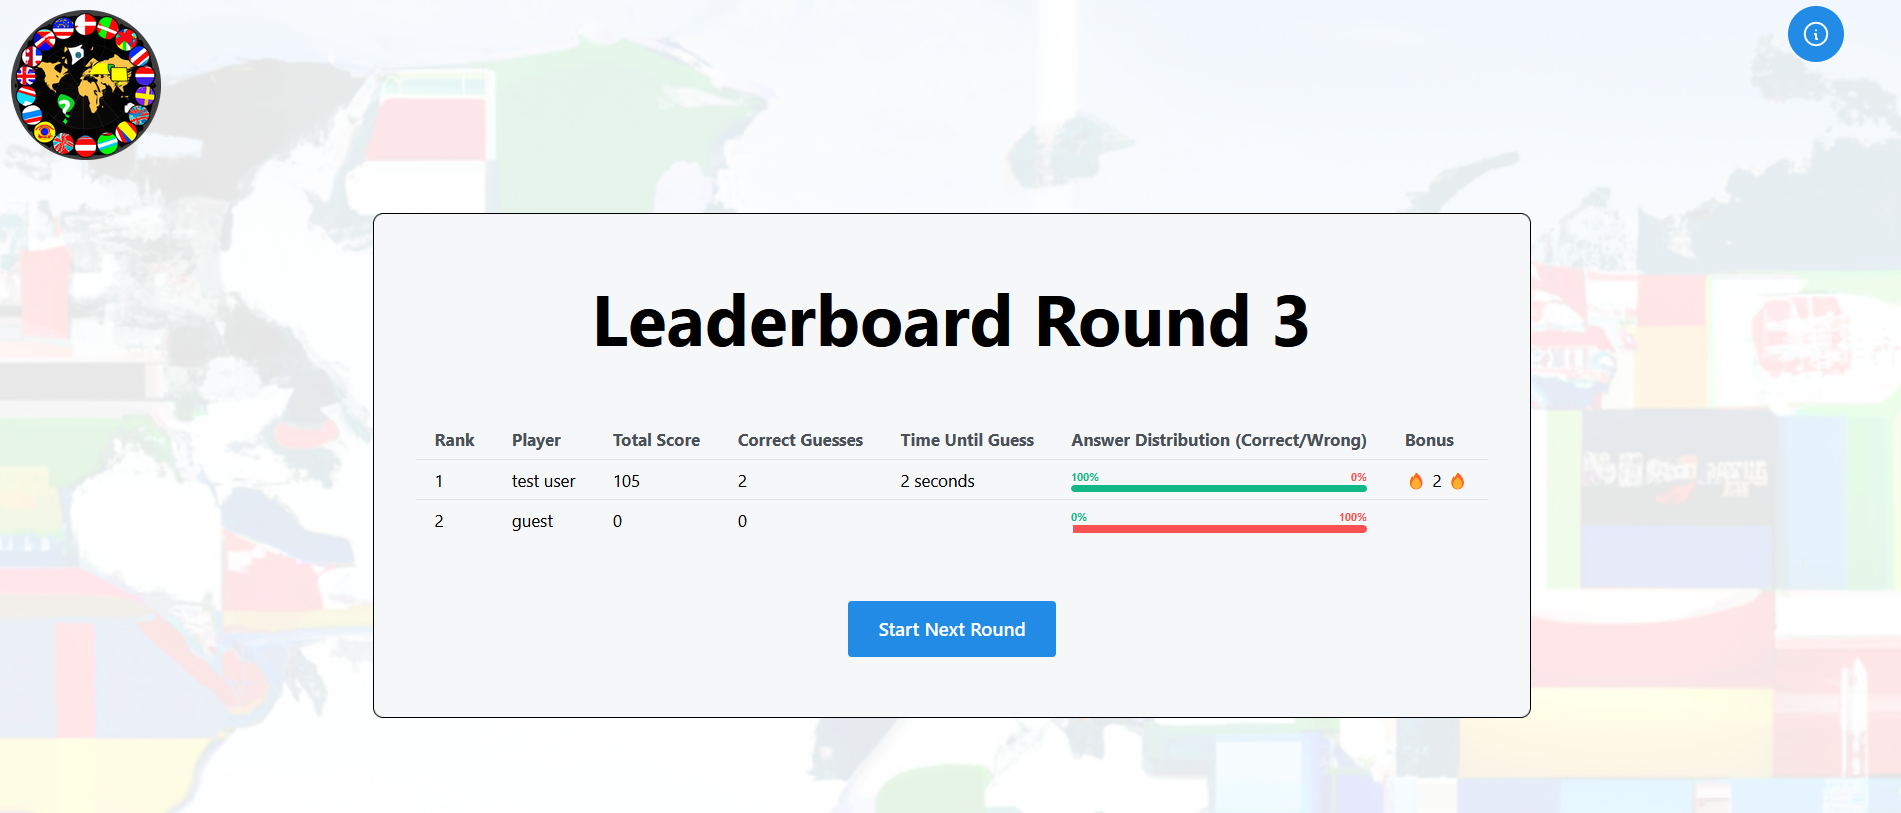 Leaderboard Round 3
Rank Player Total Score Correct Guesses Time Until Guess Answer Distribution (Correct/Wrong) Bonus
1 test user 105 2 2 seconds 100% 0% 🔥 2 🔥
2 guest 0 0 0% 100%
Start Next Round